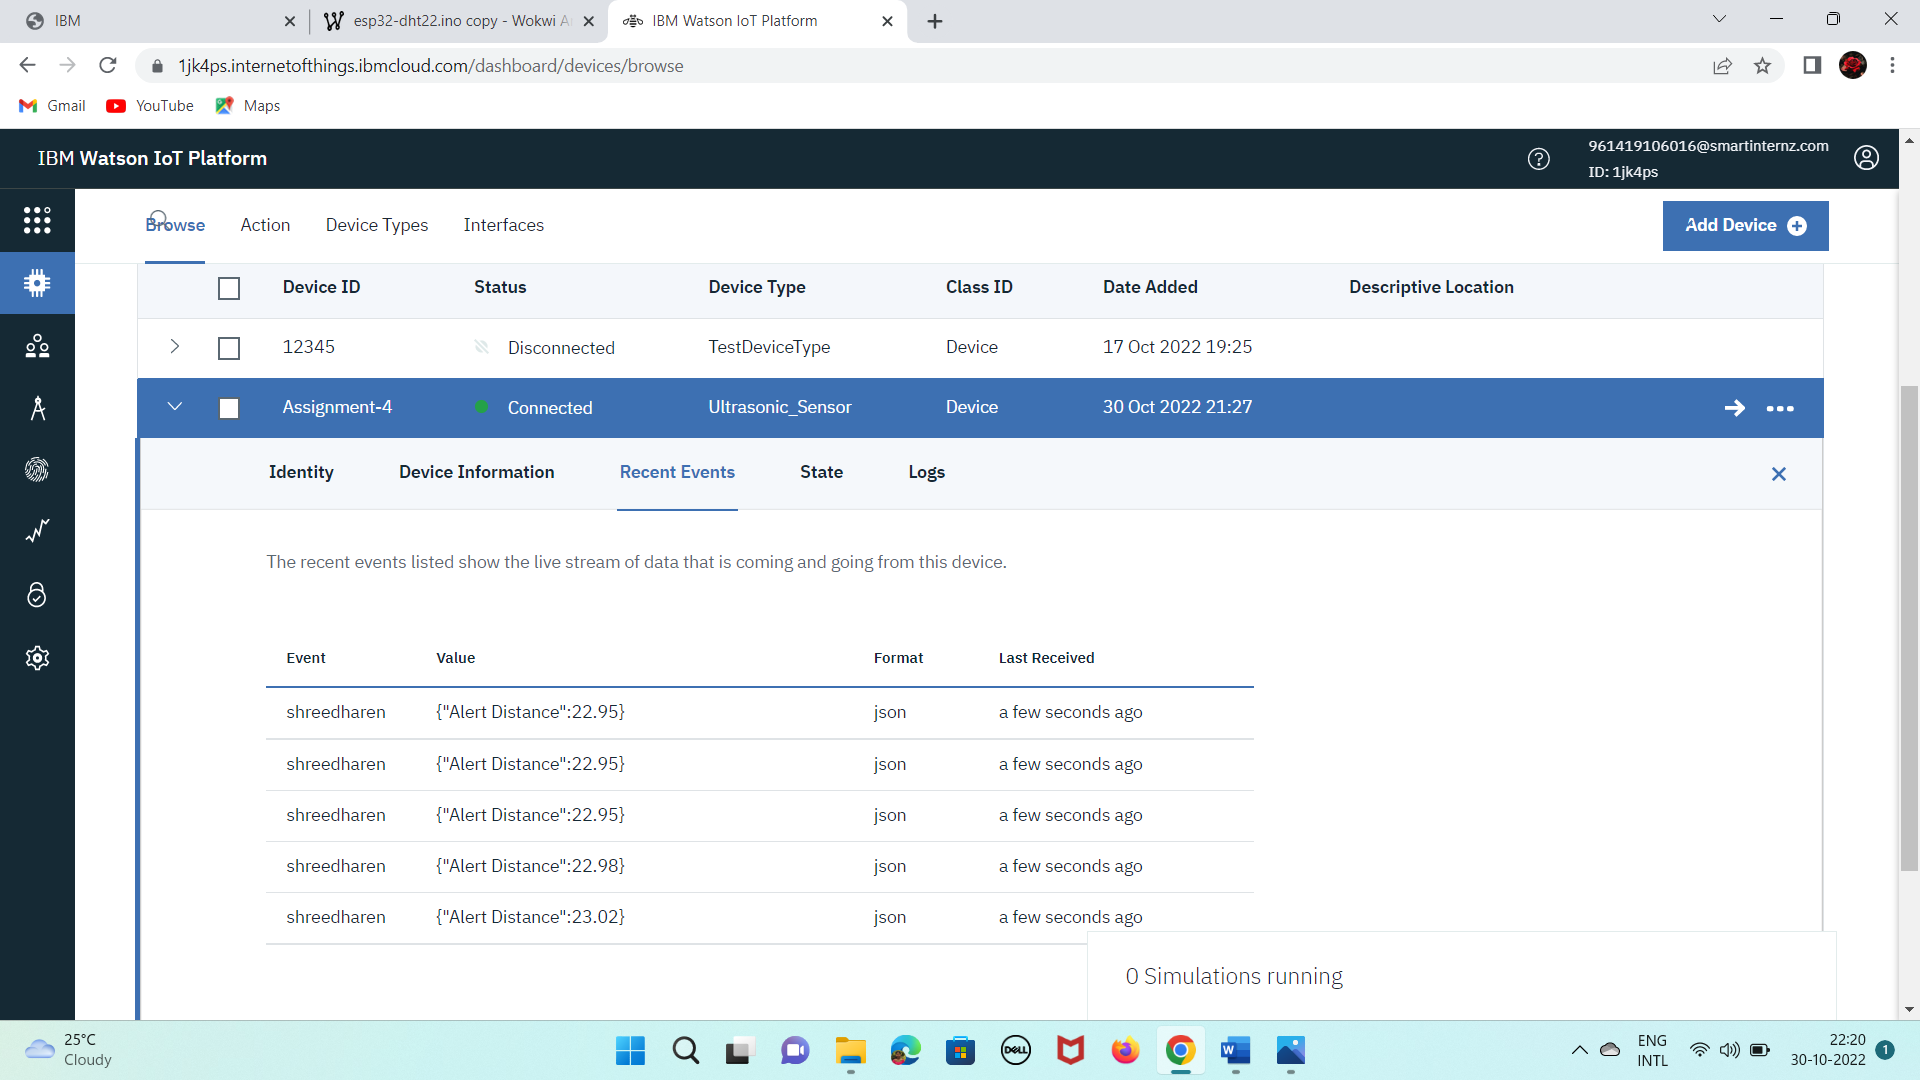 IBM
esp32-dht22.ino copy - Wokwi A
IBM Watson IoT Platform
1jk4ps.internetofthings.ibmcloud.com/dashboard/devices/browse
Gmail YouTube Maps
IBM Watson IoT Platform
961419106016@smartinternz.com
ID: 1jk4ps
Browse Action Device Types Interfaces
Add Device
Device ID Status Device Type Class ID Date Added Descriptive Location
12345 Disconnected TestDeviceType Device 17 Oct 2022 19:25
Assignment-4 Connected Ultrasonic_Sensor Device 30 Oct 2022 21:27
Identity Device Information Recent Events State Logs
The recent events listed show the live stream of data that is coming and going from this device.
Event Value Format Last Received
shreedharen {"Alert Distance":22.95} json a few seconds ago
shreedharen {"Alert Distance":22.95} json a few seconds ago
shreedharen {"Alert Distance":22.95} json a few seconds ago
shreedharen {"Alert Distance":22.98} json a few seconds ago
shreedharen {"Alert Distance":23.02} json a few seconds ago
0 Simulations running
25°C
Cloudy
DELL
W
ENG
INTL
22:20
30-10-2022
1